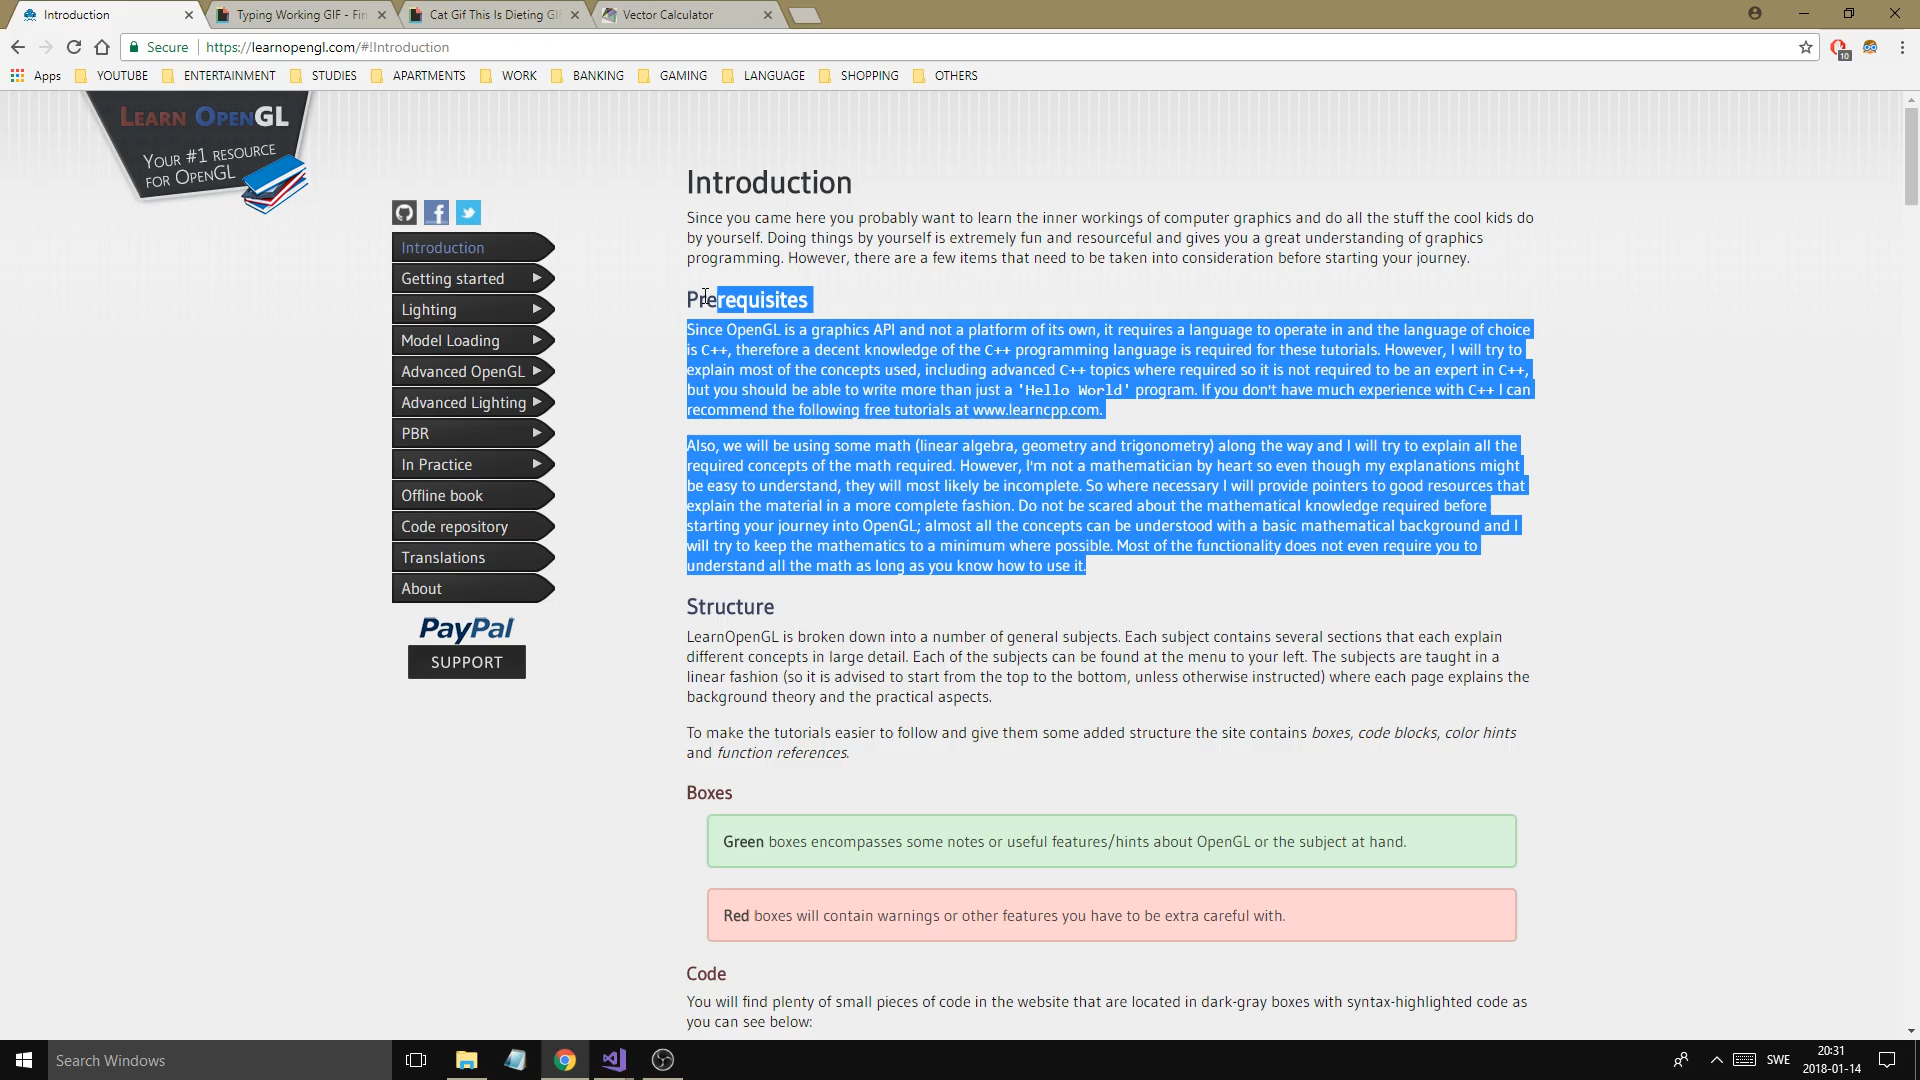 Introduction
Typing Working GIF - Fin
Cat Gif This Is Dieting GI
Vector Calculator
Secure
https://learnopengl.com/#!Introduction
10
Apps
YOUTUBE
ENTERTAINMENT
STUDIES
APARTMENTS
WORK
BANKING
GAMING
LANGUAGE
SHOPPING
OTHERS
LEARN OPENGL
YOUR #1 RESOURCE
FOR OPENGL
Introduction
Getting started
Lighting
Model Loading
Advanced OpenGL
Advanced Lighting
PBR
In Practice
Offline book
Code repository
Translations
About
PayPal
SUPPORT
Introduction
Since you came here you probably want to learn the inner workings of computer graphics and do all the stuff the cool kids do
by yourself. Doing things by yourself is extremely fun and resourceful and gives you a great understanding of graphics
programming. However, there are a few items that need to be taken into consideration before starting your journey.
Prerequisites
Since OpenGL is a graphics API and not a platform of its own, it requires a language to operate in and the language of choice
is C++, therefore a decent knowledge of the C++ programming language is required for these tutorials. However, I will try to
explain most of the concepts used, including advanced C++ topics where required so it is not required to be an expert in C++,
but you should be able to write more than just a 'Hello World' program. If you don't have much experience with C++ I can
recommend the following free tutorials at www.learncpp.com.
Also, we will be using some math (linear algebra, geometry and trigonometry) along the way and I will try to explain all the
required concepts of the math required. However, I'm not a mathematician by heart so even though my explanations might
be easy to understand, they will most likely be incomplete. So where necessary I will provide pointers to good resources that
explain the material in a more complete fashion. Do not be scared about the mathematical knowledge required before
starting your journey into OpenGL; almost all the concepts can be understood with a basic mathematical background and I
will try to keep the mathematics to a minimum where possible. Most of the functionality does not even require you to
understand all the math as long as you know how to use it.
Structure
LearnOpenGL is broken down into a number of general subjects. Each subject contains several sections that each explain
different concepts in large detail. Each of the subjects can be found at the menu to your left. The subjects are taught in a
linear fashion (so it is advised to start from the top to the bottom, unless otherwise instructed) where each page explains the
background theory and the practical aspects.
To make the tutorials easier to follow and give them some added structure the site contains boxes, code blocks, color hints
and function references.
Boxes
Green boxes encompasses some notes or useful features/hints about OpenGL or the subject at hand.
Red boxes will contain warnings or other features you have to be extra careful with.
Code
You will find plenty of small pieces of code in the website that are located in dark-gray boxes with syntax-highlighted code as
you can see below:
Search Windows
SWE
20:31
2018-01-14